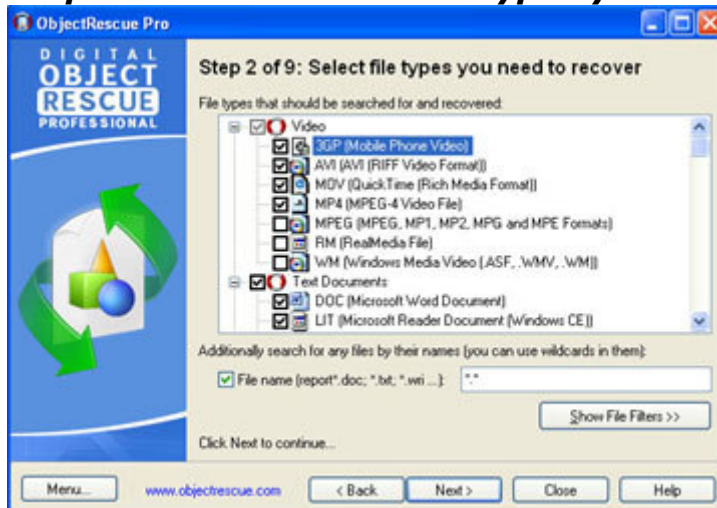 ObjectRescue Pro
DIGITAL
OBJECT
RESCUE
PROFESSIONAL
Step 2 of 9: Select file types you need to recover
File types that should be searched for and recovered:
Video
3GP (Mobile Phone Video)
AVI (AVI (RIFF Video Format))
MOV (QuickTime (Rich Media Format))
MP4 (MPEG-4 Video File)
MPEG (MPEG, MP1, MP2, MPG and MPE Formats)
RM (RealMedia File)
WM (Windows Media Video (.ASF, .WMV, .WM))
Text Documents
DOC (Microsoft Word Document)
LIT (Microsoft Reader Document (Windows CE))
Additionally search for any files by their names (you can use wildcards in them):
File name (report*.doc; *.txt; *.wri ...): *.*
Show File Filters >>
Click Next to continue...
Menu... www.objectrescue.com < Back Next > Close Help